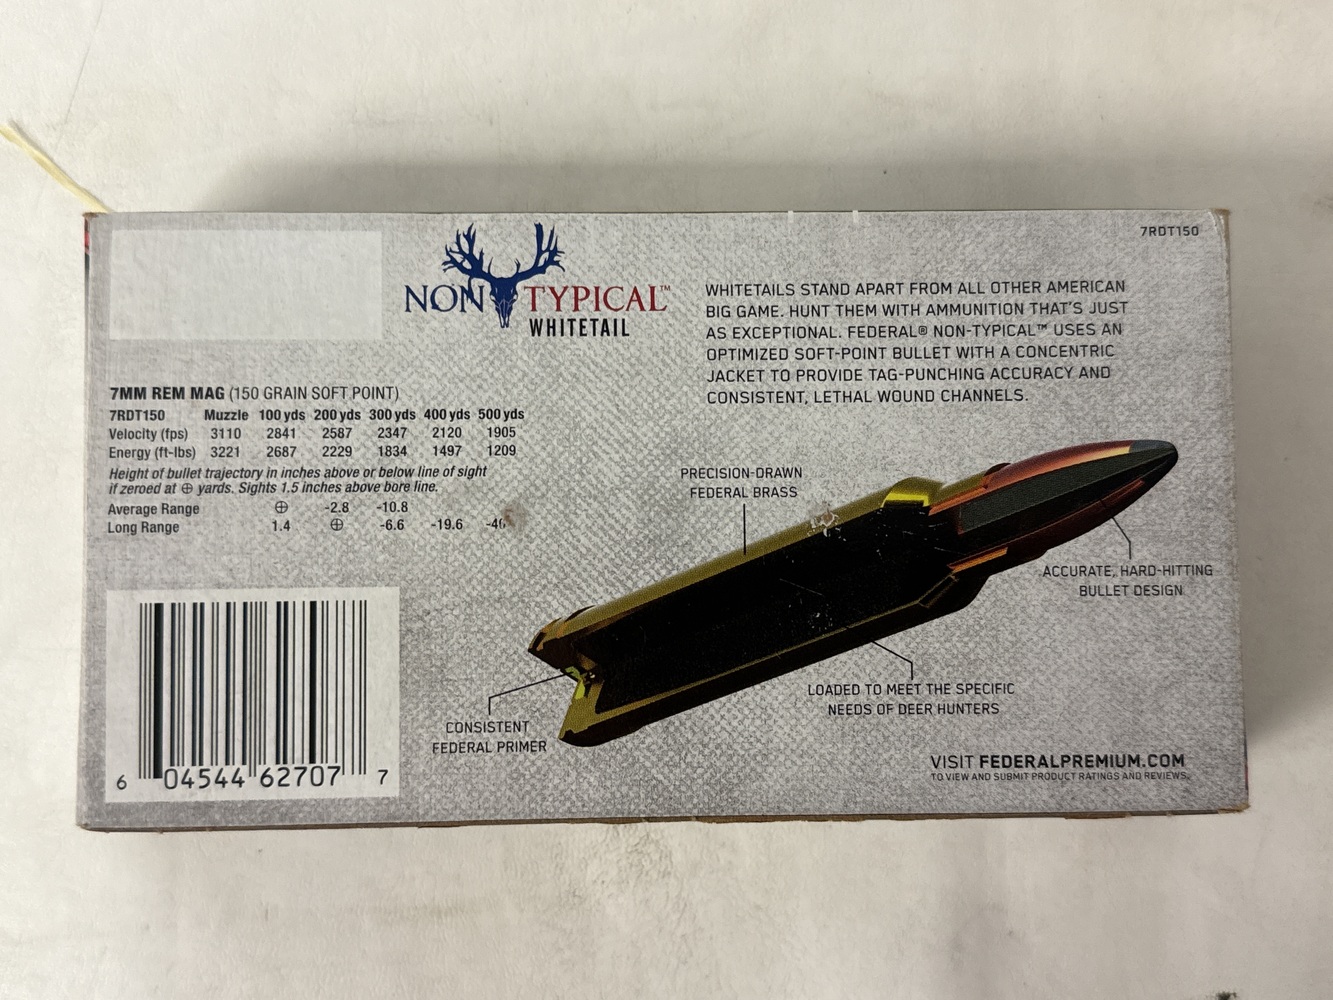 7RDT150
NON TYPICAL™
WHITETAIL
WHITETAILS STAND APART FROM ALL OTHER AMERICAN
BIG GAME. HUNT THEM WITH AMMUNITION THAT'S JUST
AS EXCEPTIONAL. FEDERAL® NON-TYPICAL™ USES AN
OPTIMIZED SOFT-POINT BULLET WITH A CONCENTRIC
JACKET TO PROVIDE TAG-PUNCHING ACCURACY AND
CONSISTENT, LETHAL WOUND CHANNELS.
7MM REM MAG (150 GRAIN SOFT POINT)
7RDT150 Muzzle 100 yds 200 yds 300 yds 400 yds 500 yds
Velocity (fps) 3110 2841 2587 2347 2120 1905
Energy (ft-lbs) 3221 2687 2229 1834 1497 1209
Height of bullet trajectory in inches above or below line of sight
if zeroed at ⊕ yards. Sights 1.5 inches above bore line.
Average Range ⊕ -2.8 -10.8
Long Range 1.4 ⊕ -6.6 -19.6
PRECISION-DRAWN
FEDERAL BRASS
ACCURATE, HARD-HITTING
BULLET DESIGN
LOADED TO MEET THE SPECIFIC
NEEDS OF DEER HUNTERS
CONSISTENT
FEDERAL PRIMER
6 04544 62707 7
VISIT FEDERALPREMIUM.COM
TO VIEW AND SUBMIT PRODUCT RATINGS AND REVIEWS.